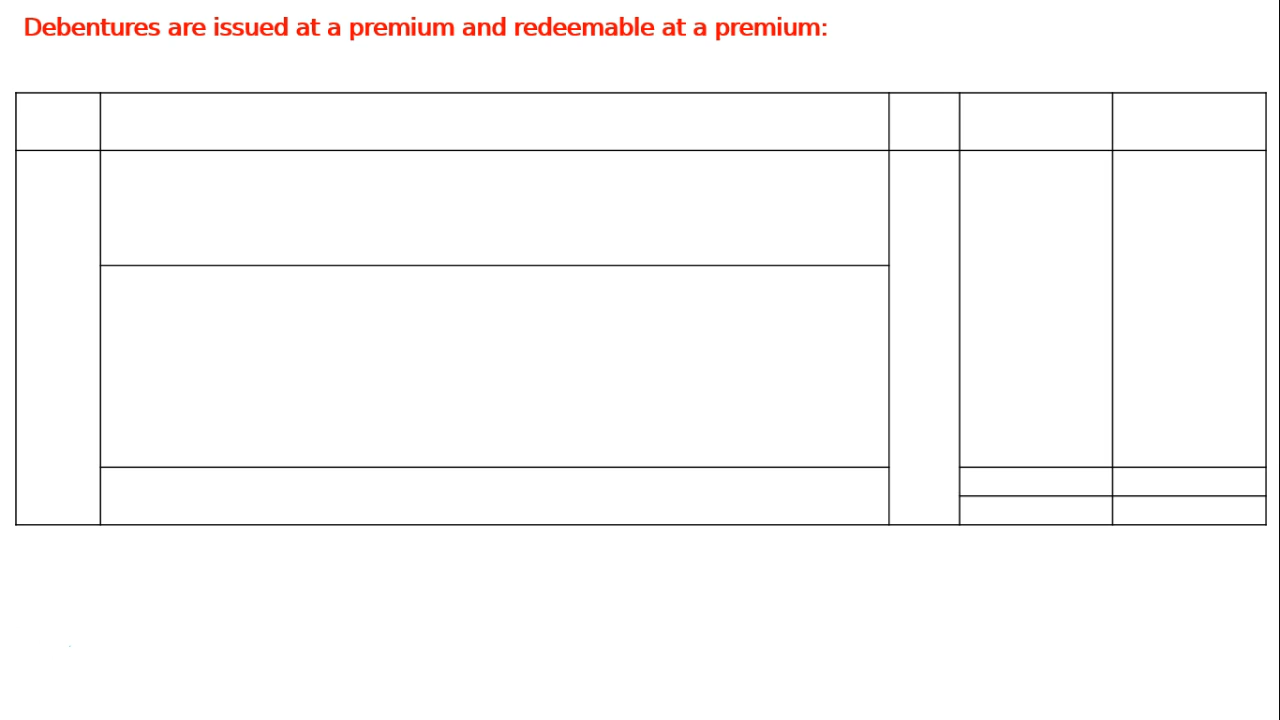 Debentures are issued at a premium and redeemable at a premium: